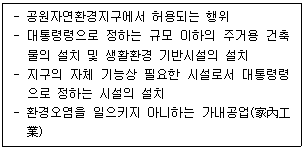 - 공원자연환경지구에서 허용되는 행위
- 대통령령으로 정하는 규모 이하의 주거용 건축
물의 설치 및 생활환경 기반시설의 설치
- 지구의 자체 기능상 필요한 시설로서 대통령령
으로 정하는 시설의 설치
- 환경오염을 일으키지 아니하는 가내공업(家內工
業)